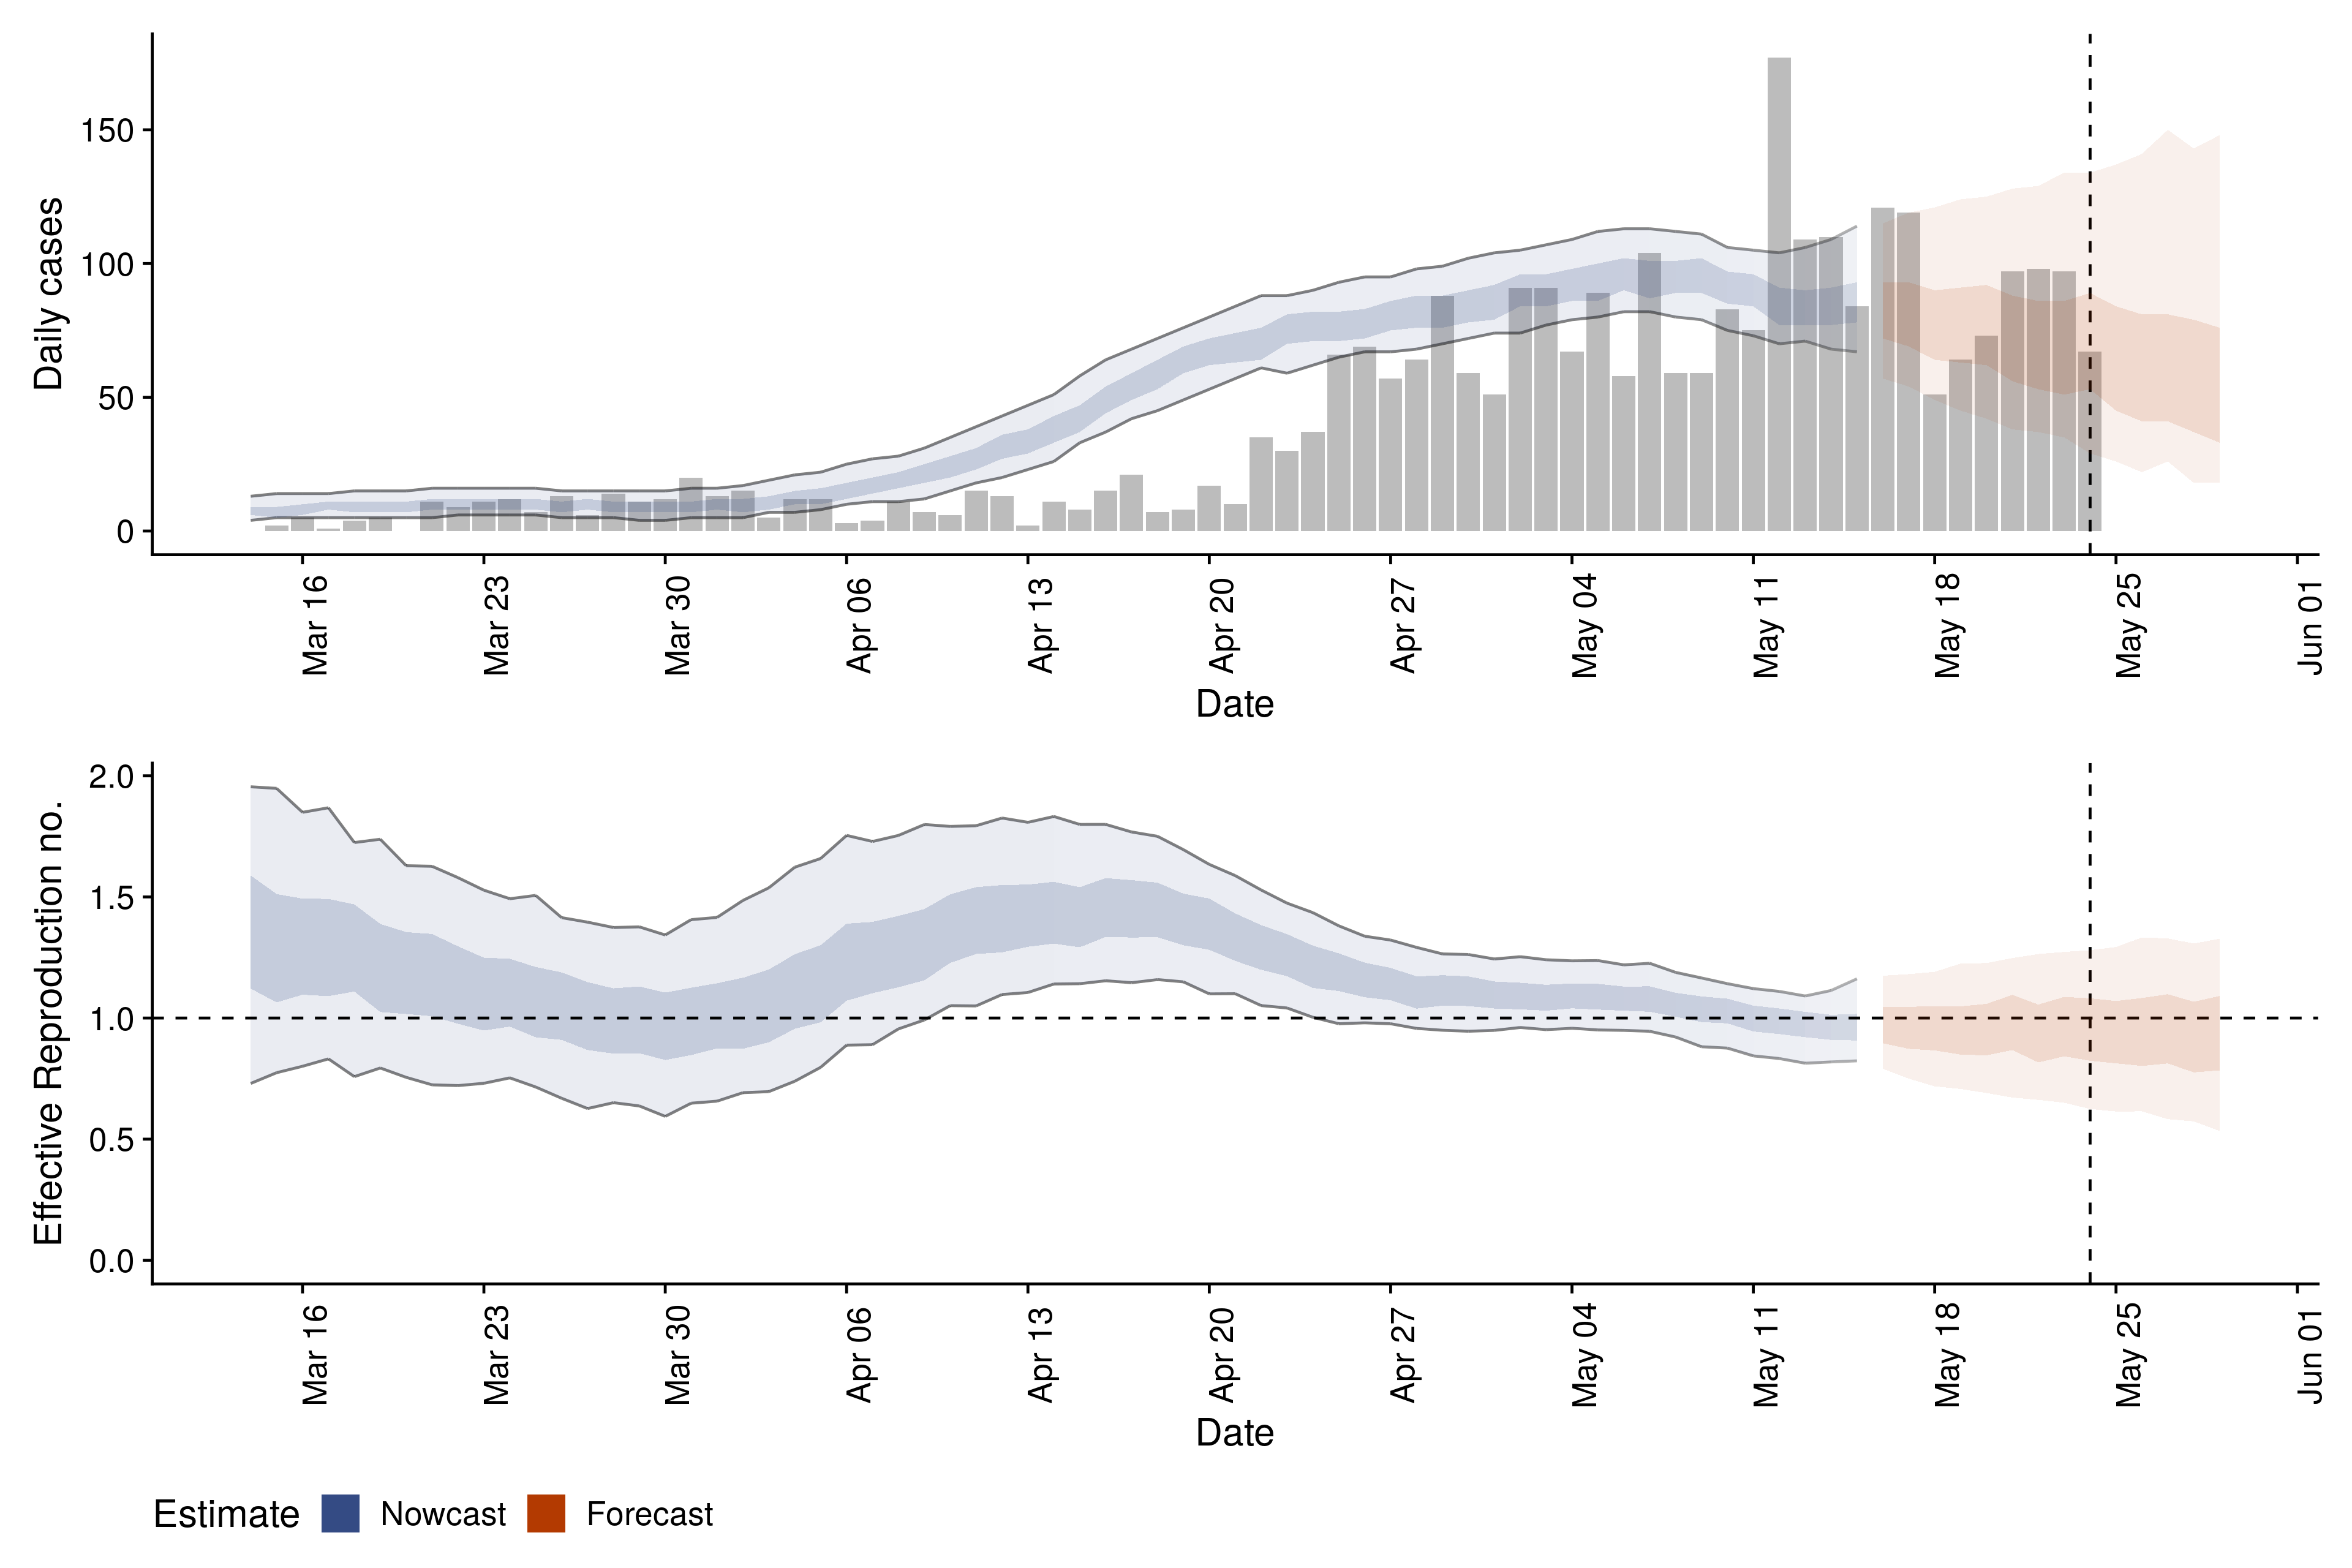 Daily cases
150
100
50
0
Mar 16
Mar 23
Mar 30
Apr 06
Apr 13
Apr 20
Apr 27
May 04
May 11
May 18
May 25
Jun 01
Date
Effective Reproduction no.
2.0
1.5
1.0
0.5
0.0
Mar 16
Mar 23
Mar 30
Apr 06
Apr 13
Apr 20
Apr 27
May 04
May 11
May 18
May 25
Jun 01
Date
Estimate Nowcast Forecast